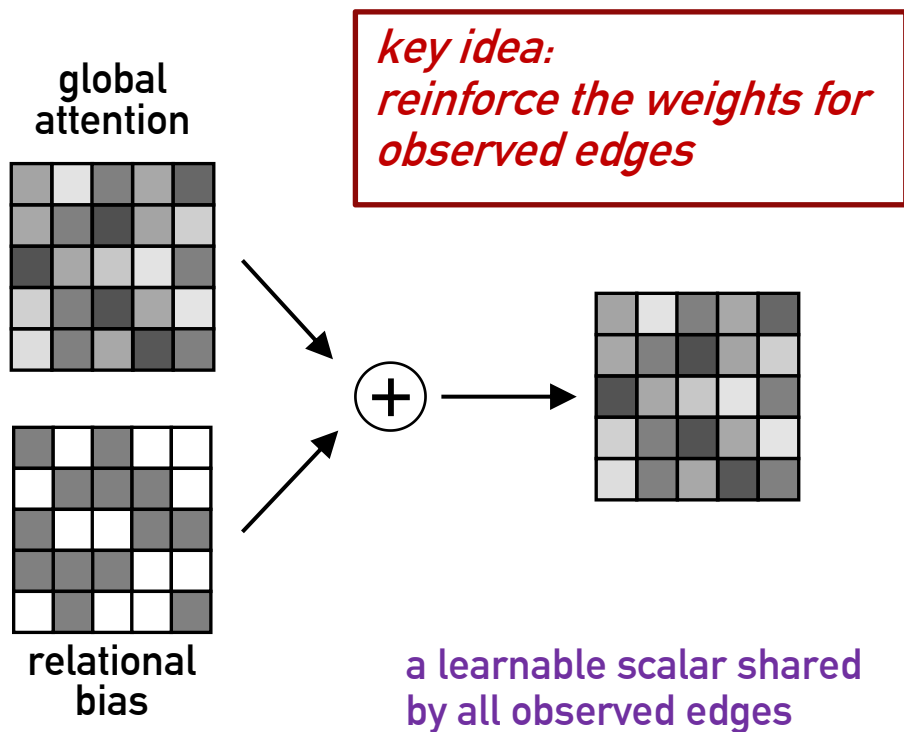 global
attention
key idea:
reinforce the weights for
observed edges
+
relational
bias
a learnable scalar shared
by all observed edges